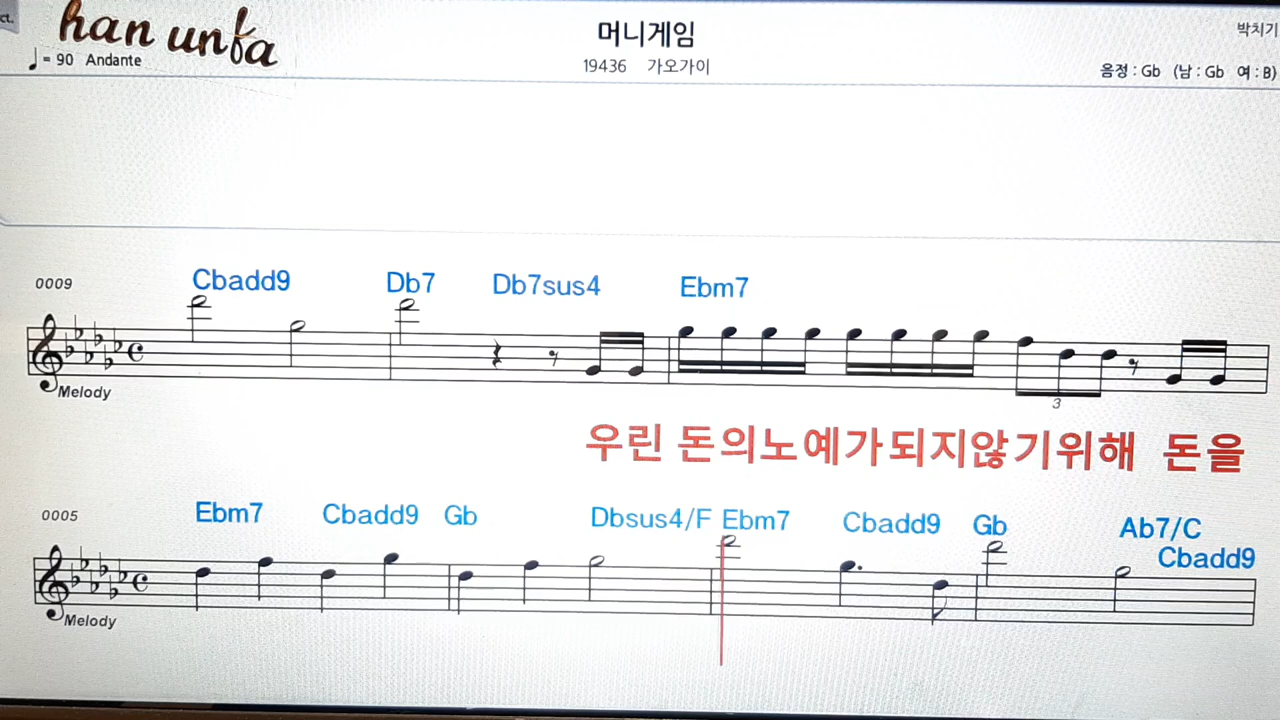 ct.
han unfa
♩= 90 Andante
머니게임
19436 가오가이
박치기
음정 : Gb (남 : Gb 여 : B)
0009
Cbadd9 Db7 Db7sus4 Ebm7
Melody
3
우린 돈의노예가되지않기위해 돈을
0005
Ebm7 Cbadd9 Gb Dbsus4/F Ebm7 Cbadd9 Gb Ab7/C
Cbadd9
Melody